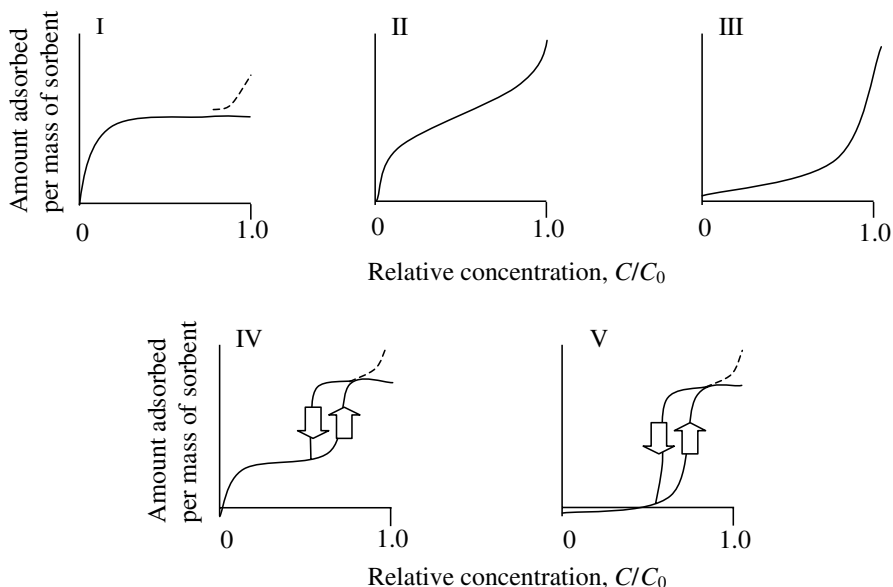 I
II
III
Amount adsorbed
per mass of sorbent
0
1.0
0
1.0
0
1.0
Relative concentration, C/C₀
IV
V
Amount adsorbed
per mass of sorbent
0
1.0
0
1.0
Relative concentration, C/C₀